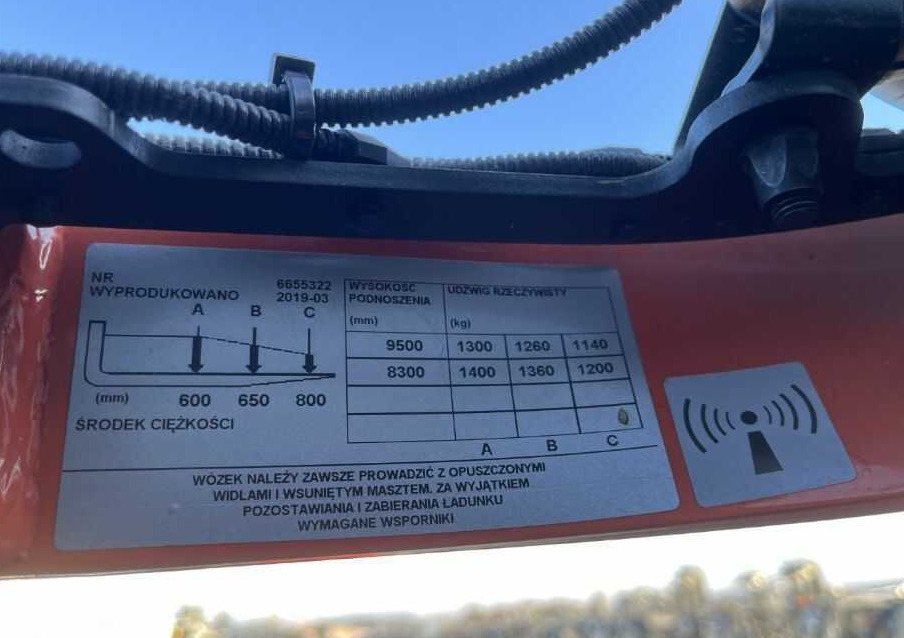 NR 6655322
WYPRODUKOWANO 2019-03
A B C
(mm) 600 650 800
ŚRODEK CIĘŻKOŚCI
WYSOKOŚĆ
PODNOSZENIA
(mm)
UDZWIG RZECZYWISTY
(kg)
9500 1300 1260 1140
8300 1400 1360 1200
A B C
WÓZEK NALEŻY ZAWSZE PROWADZIĆ Z OPUSZCZONYMI
WIDŁAMI I WSUNIĘTYM MASZTEM. ZA WYJĄTKIEM
POZOSTAWIANIA I ZABIERANIA ŁADUNKU
WYMAGANE WSPORNIKI